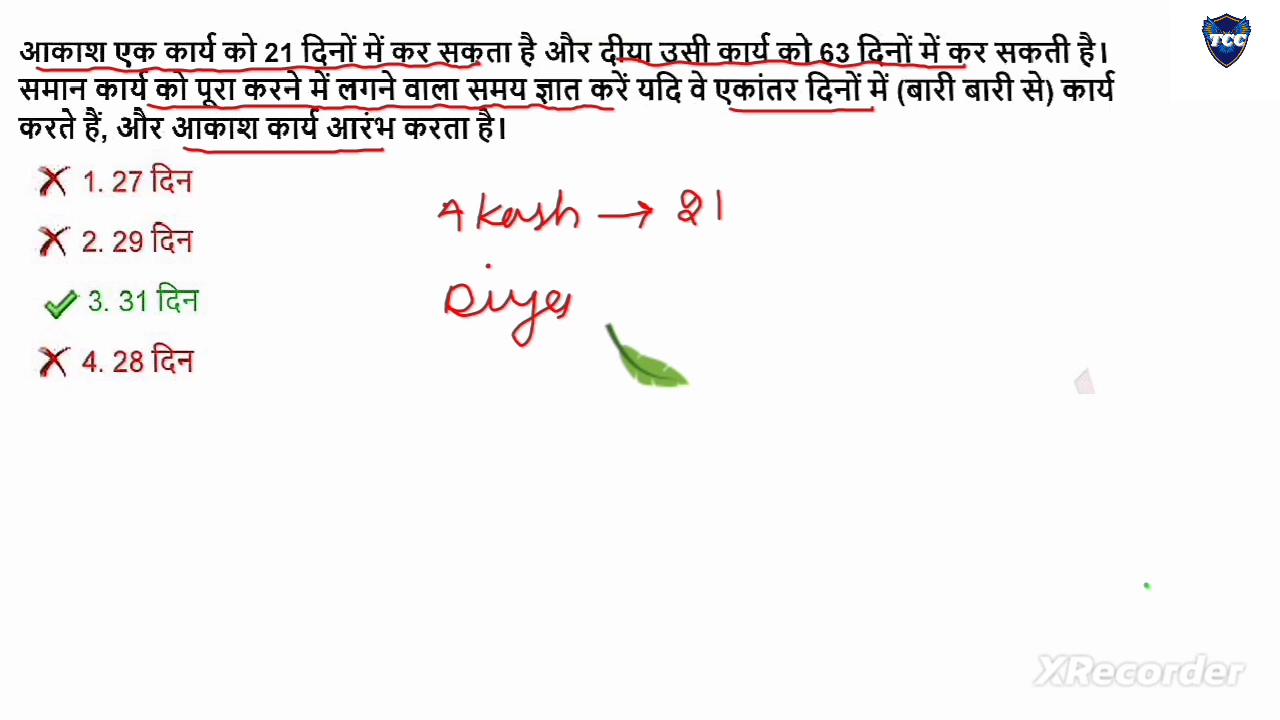 TCC
आकाश एक कार्य को 21 दिनों में कर सकता है और दीया उसी कार्य को 63 दिनों में कर सकती है।
समान कार्य को पूरा करने में लगने वाला समय ज्ञात करें यदि वे एकांतर दिनों में (बारी बारी से) कार्य
करते हैं, और आकाश कार्य आरंभ करता है।
1. 27 दिन
2. 29 दिन
3. 31 दिन
4. 28 दिन
Akash → 21
Diya
XRecorder